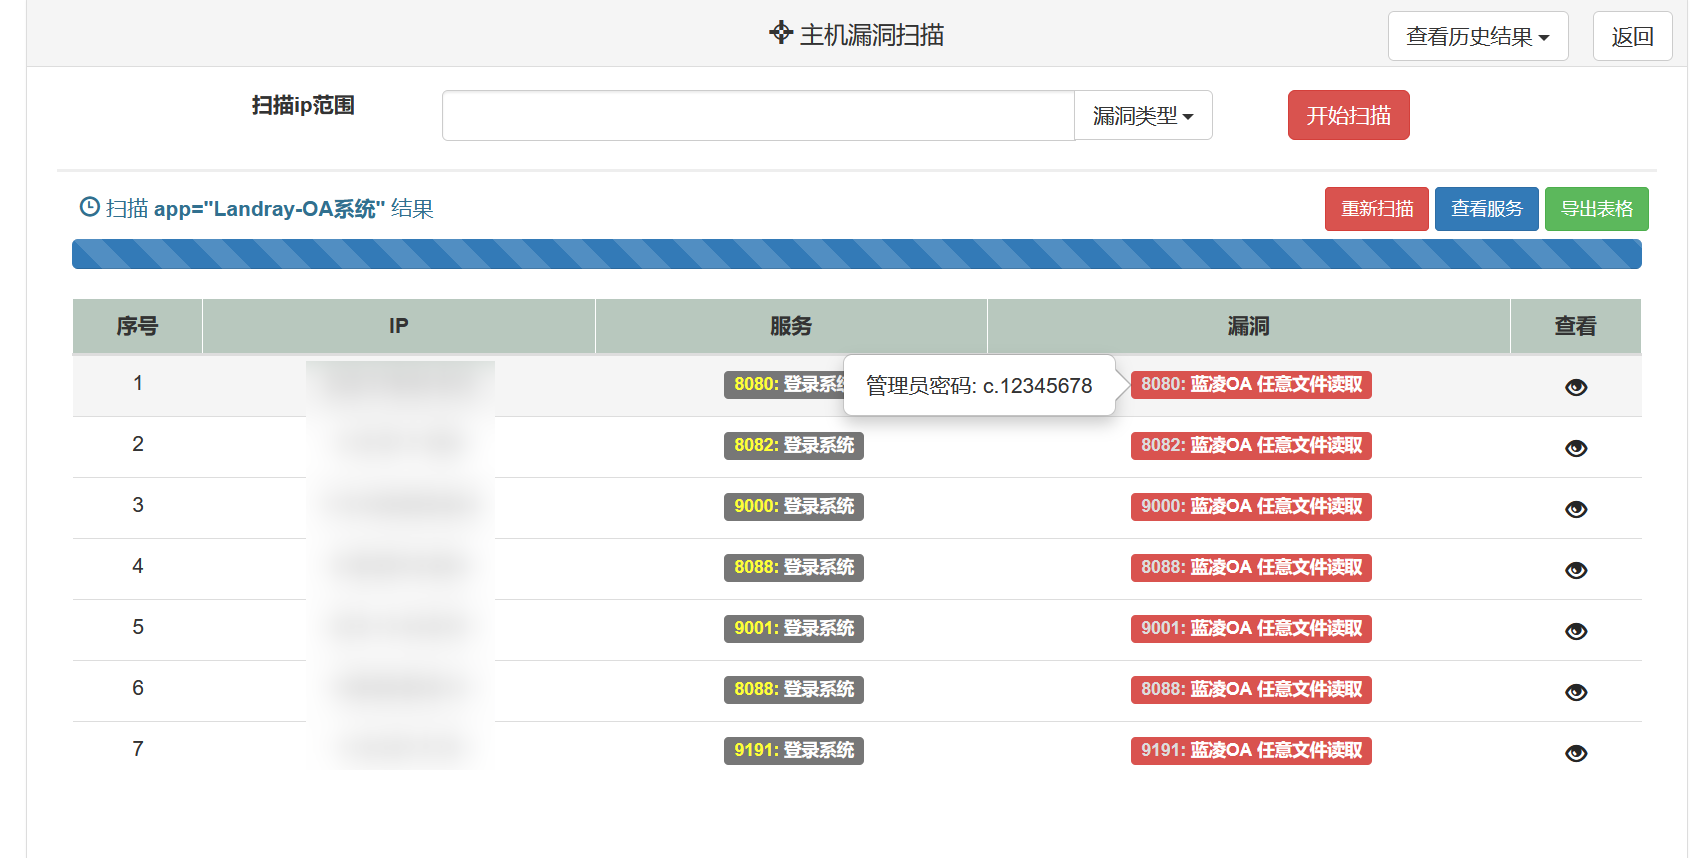 主机漏洞扫描
查看历史结果
返回
扫描ip范围
漏洞类型
开始扫描
扫描 app="Landray-OA系统" 结果
重新扫描
查看服务
导出表格
序号 IP 服务 漏洞 查看
1 8080: 登录系统 管理员密码: c.12345678 8080: 蓝凌OA 任意文件读取
2 8082: 登录系统 8082: 蓝凌OA 任意文件读取
3 9000: 登录系统 9000: 蓝凌OA 任意文件读取
4 8088: 登录系统 8088: 蓝凌OA 任意文件读取
5 9001: 登录系统 9001: 蓝凌OA 任意文件读取
6 8088: 登录系统 8088: 蓝凌OA 任意文件读取
7 9191: 登录系统 9191: 蓝凌OA 任意文件读取